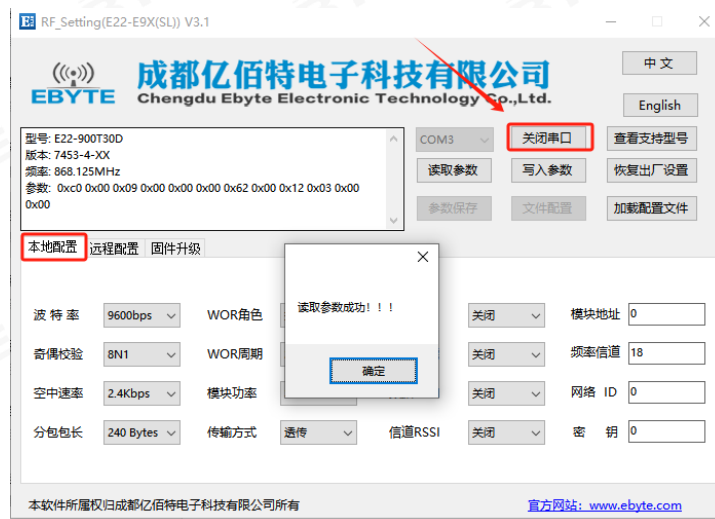 RF_Setting(E22-E9X(SL)) V3.1
EBYTE
成都亿佰特电子科技有限公司
Chengdu Ebyte Electronic Technology Co.,Ltd.
中 文
English
型号: E22-900T30D
版本: 7453-4-XX
频率: 868.125MHz
参数: 0xc0 0x00 0x09 0x00 0x00 0x00 0x62 0x00 0x12 0x03 0x00
0x00
COM3
关闭串口
查看支持型号
读取参数
写入参数
恢复出厂设置
参数保存
文件配置
加载配置文件
本地配置
远程配置
固件升级
读取参数成功！！！
确定
波 特 率
9600bps
WOR角色
关闭
模块地址
0
奇偶校验
8N1
WOR周期
关闭
频率信道
18
空中速率
2.4Kbps
模块功率
关闭
网络 ID
0
分包包长
240 Bytes
传输方式
透传
信道RSSI
关闭
密 钥
0
本软件所属权归成都亿佰特电子科技有限公司所有
官方网站：www.ebyte.com